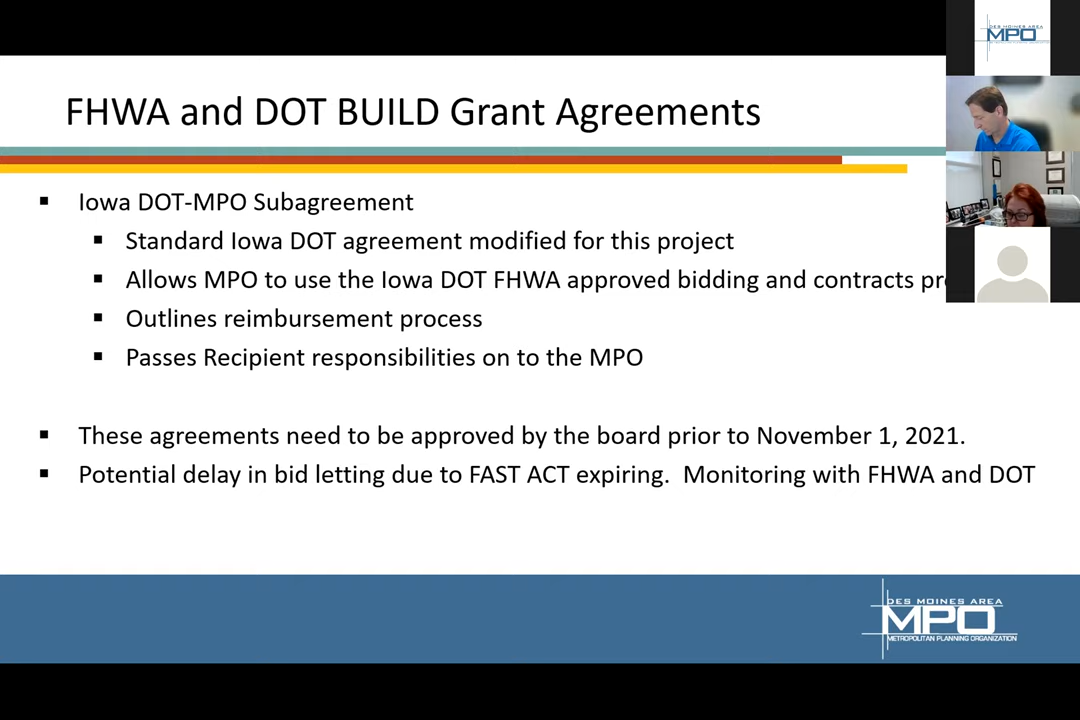 FHWA and DOT BUILD Grant Agreements
Iowa DOT-MPO Subagreement
Standard Iowa DOT agreement modified for this project
Allows MPO to use the Iowa DOT FHWA approved bidding and contracts
Outlines reimbursement process
Passes Recipient responsibilities on to the MPO
These agreements need to be approved by the board prior to November 1, 2021.
Potential delay in bid letting due to FAST ACT expiring.  Monitoring with FHWA and DOT
DES MOINES AREA
MPO
METROPOLITAN PLANNING ORGANIZATION
DES MOINES AREA
MPO